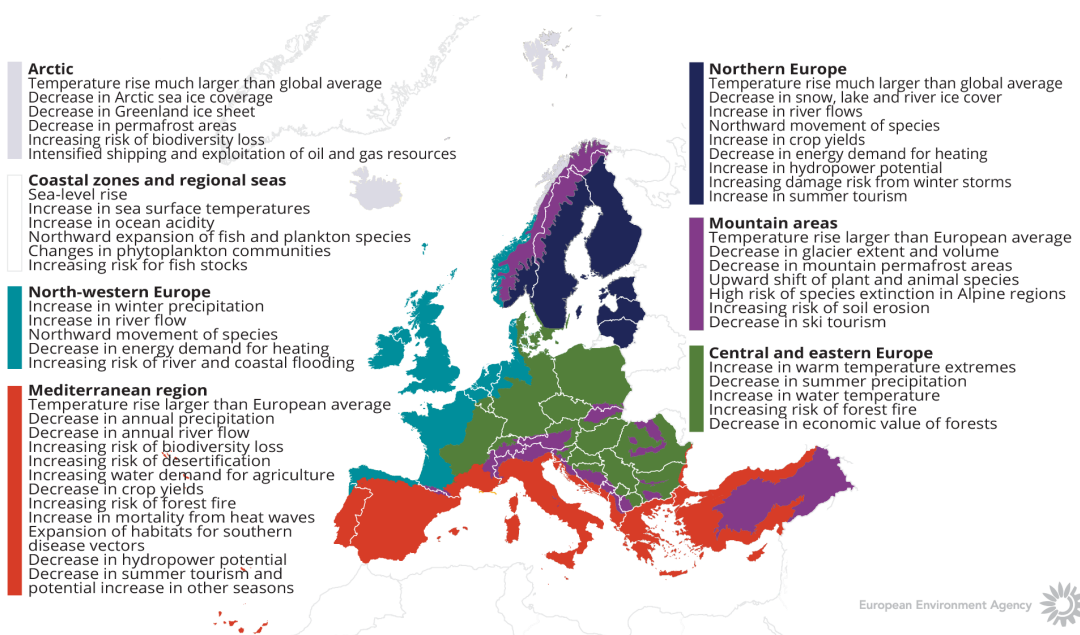 Arctic
Temperature rise much larger than global average
Decrease in Arctic sea ice coverage
Decrease in Greenland ice sheet
Decrease in permafrost areas
Increasing risk of biodiversity loss
Intensified shipping and exploitation of oil and gas resources
Coastal zones and regional seas
Sea-level rise
Increase in sea surface temperatures
Increase in ocean acidity
Northward expansion of fish and plankton species
Changes in phytoplankton communities
Increasing risk for fish stocks
North-western Europe
Increase in winter precipitation
Increase in river flow
Northward movement of species
Decrease in energy demand for heating
Increasing risk of river and coastal flooding
Mediterranean region
Temperature rise larger than European average
Decrease in annual precipitation
Decrease in annual river flow
Increasing risk of biodiversity loss
Increasing risk of desertification
Increasing water demand for agriculture
Decrease in crop yields
Increasing risk of forest fire
Increase in mortality from heat waves
Expansion of habitats for southern
disease vectors
Decrease in hydropower potential
Decrease in summer tourism and
potential increase in other seasons
Northern Europe
Temperature rise much larger than global average
Decrease in snow, lake and river ice cover
Increase in river flows
Northward movement of species
Increase in crop yields
Decrease in energy demand for heating
Increase in hydropower potential
Increasing damage risk from winter storms
Increase in summer tourism
Mountain areas
Temperature rise larger than European average
Decrease in glacier extent and volume
Decrease in mountain permafrost areas
Upward shift of plant and animal species
High risk of species extinction in Alpine regions
Increasing risk of soil erosion
Decrease in ski tourism
Central and eastern Europe
Increase in warm temperature extremes
Decrease in summer precipitation
Increase in water temperature
Increasing risk of forest fire
Decrease in economic value of forests
European Environment Agency